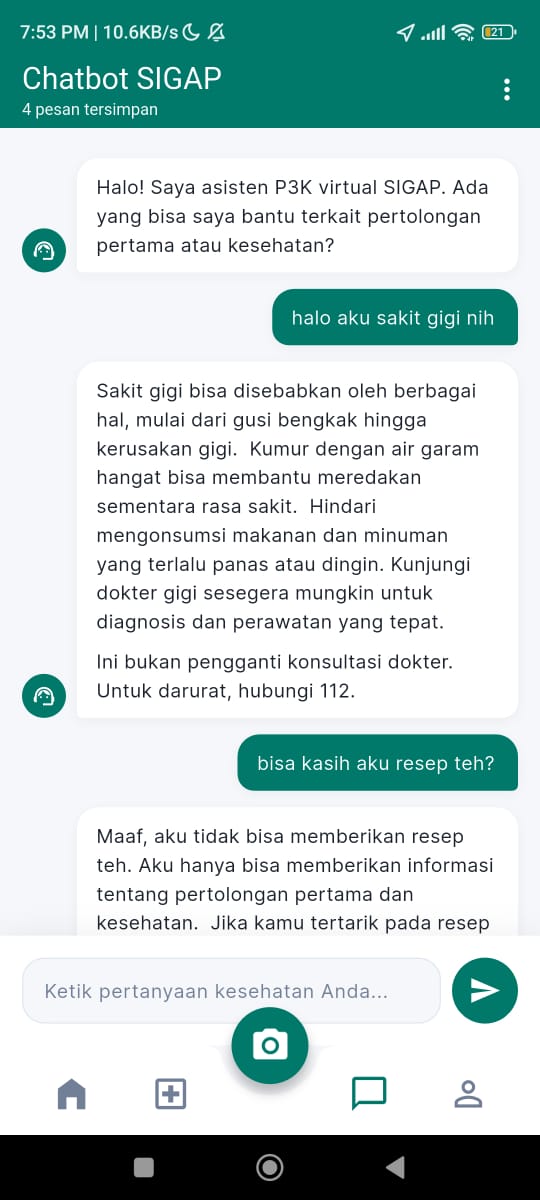 7:53 PM | 10.6KB/s
21
Chatbot SIGAP
4 pesan tersimpan
Halo! Saya asisten P3K virtual SIGAP. Ada
yang bisa saya bantu terkait pertolongan
pertama atau kesehatan?
halo aku sakit gigi nih
Sakit gigi bisa disebabkan oleh berbagai
hal, mulai dari gusi bengkak hingga
kerusakan gigi.  Kumur dengan air garam
hangat bisa membantu meredakan
sementara rasa sakit.  Hindari
mengonsumsi makanan dan minuman
yang terlalu panas atau dingin. Kunjungi
dokter gigi sesegera mungkin untuk
diagnosis dan perawatan yang tepat.
Ini bukan pengganti konsultasi dokter.
Untuk darurat, hubungi 112.
bisa kasih aku resep teh?
Maaf, aku tidak bisa memberikan resep
teh. Aku hanya bisa memberikan informasi
tentang pertolongan pertama dan
kesehatan.  Jika kamu tertarik pada resep
Ketik pertanyaan kesehatan Anda...